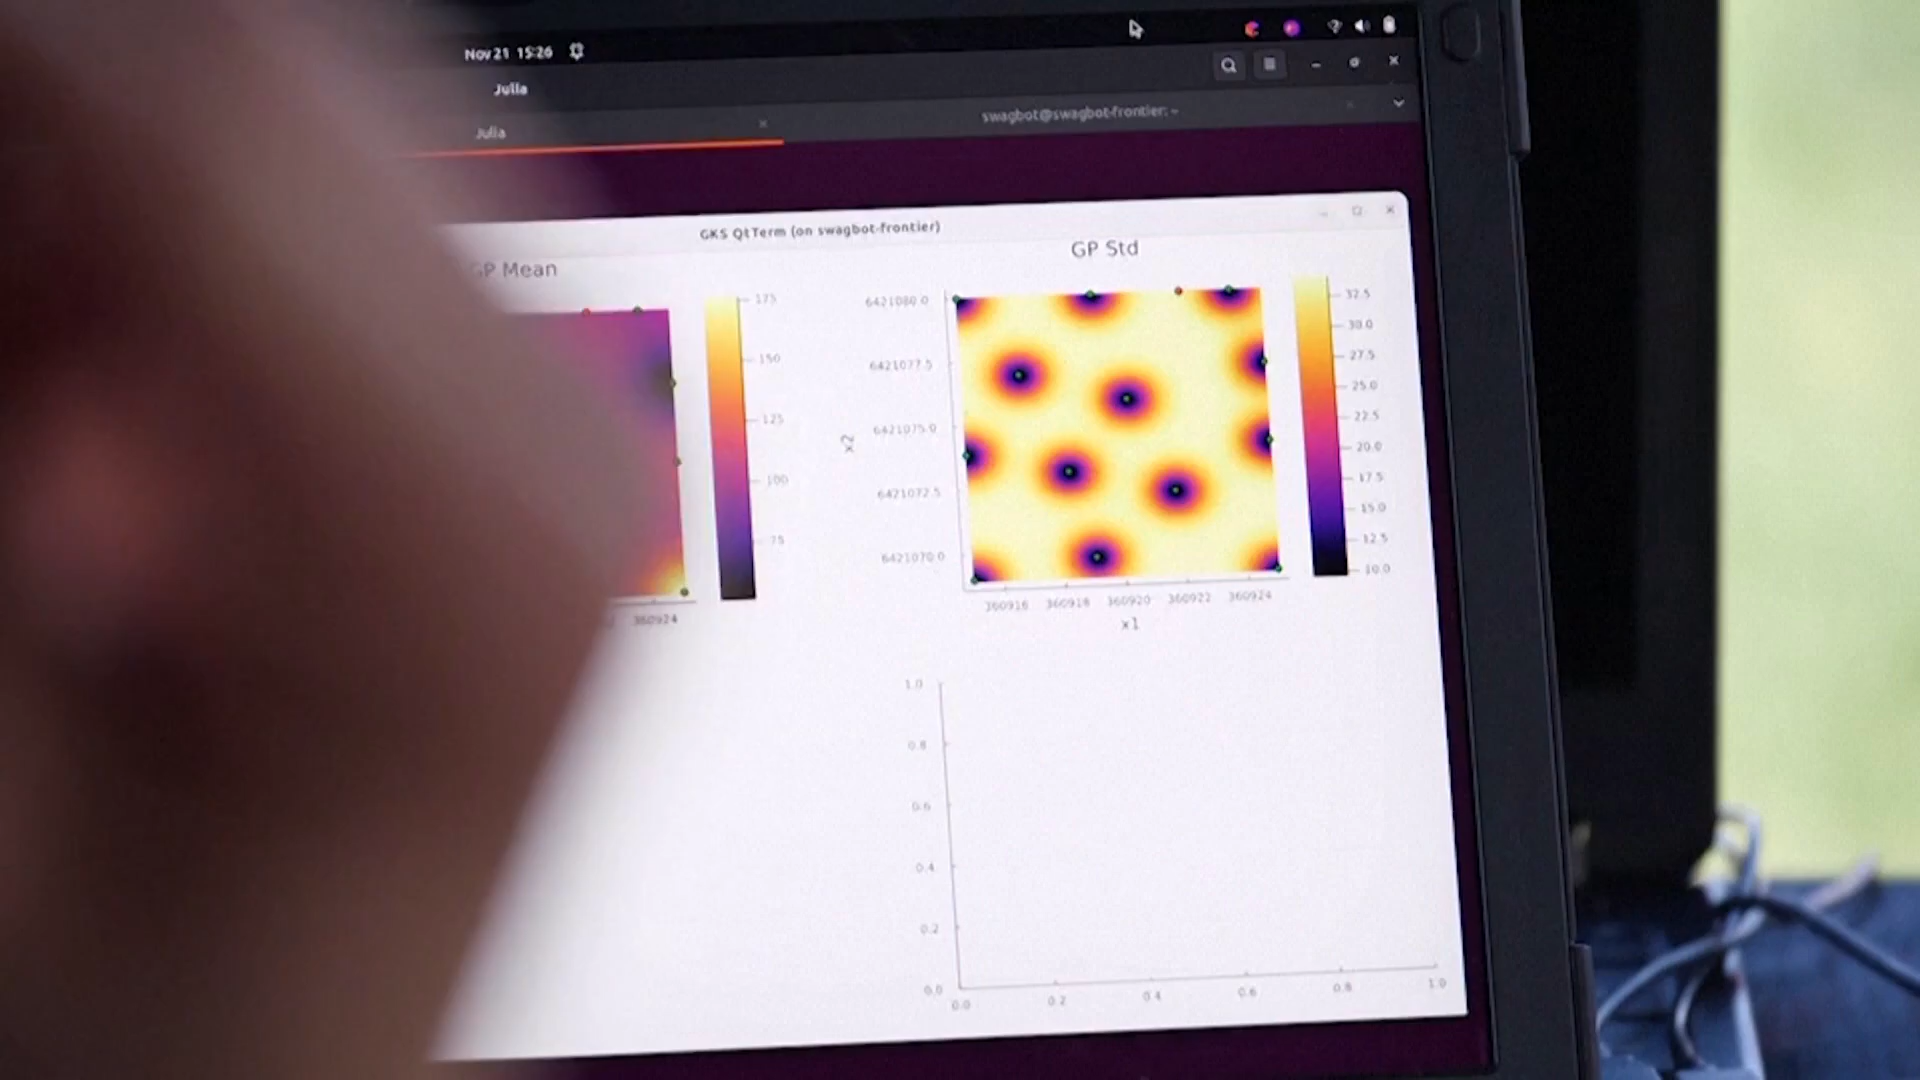 Nov 21 15:26
Julia
Julia
swagbot@swagbot-frontier: ~
GKS QtTerm (on swagbot-frontier)
GP Mean
175
150
125
100
75
360924
GP Std
6421080.0
6421077.5
6421075.0
6421072.5
6421070.0
x2
360916 360918 360920 360922 360924
x1
32.5
30.0
27.5
25.0
22.5
20.0
17.5
15.0
12.5
10.0
1.0
0.8
0.6
0.4
0.2
0.0
0.0 0.2 0.4 0.6 0.8 1.0